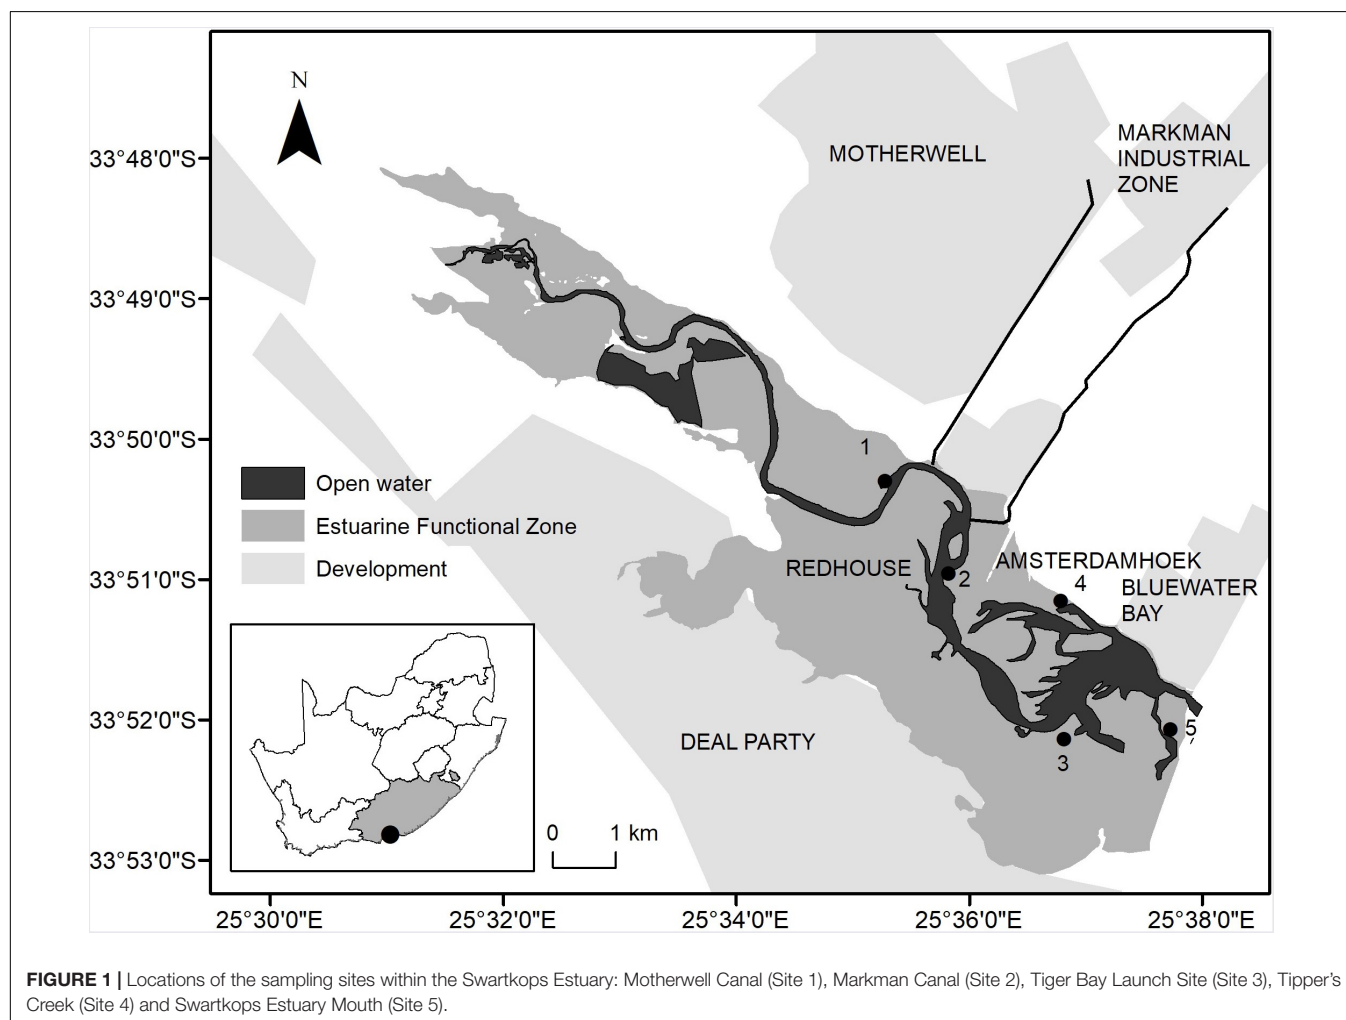 N
33°48'0"S
33°49'0"S
33°50'0"S
33°51'0"S
33°52'0"S
33°53'0"S
MOTHERWELL
MARKMAN
INDUSTRIAL
ZONE
1
Open water
Estuarine Functional Zone
Development
REDHOUSE
2
AMSTERDAMHOEK
4
BLUEWATER
BAY
DEAL PARTY
3
5
0 1 km
25°30'0"E 25°32'0"E 25°34'0"E 25°36'0"E 25°38'0"E
FIGURE 1 | Locations of the sampling sites within the Swartkops Estuary: Motherwell Canal (Site 1), Markman Canal (Site 2), Tiger Bay Launch Site (Site 3), Tipper's
Creek (Site 4) and Swartkops Estuary Mouth (Site 5).